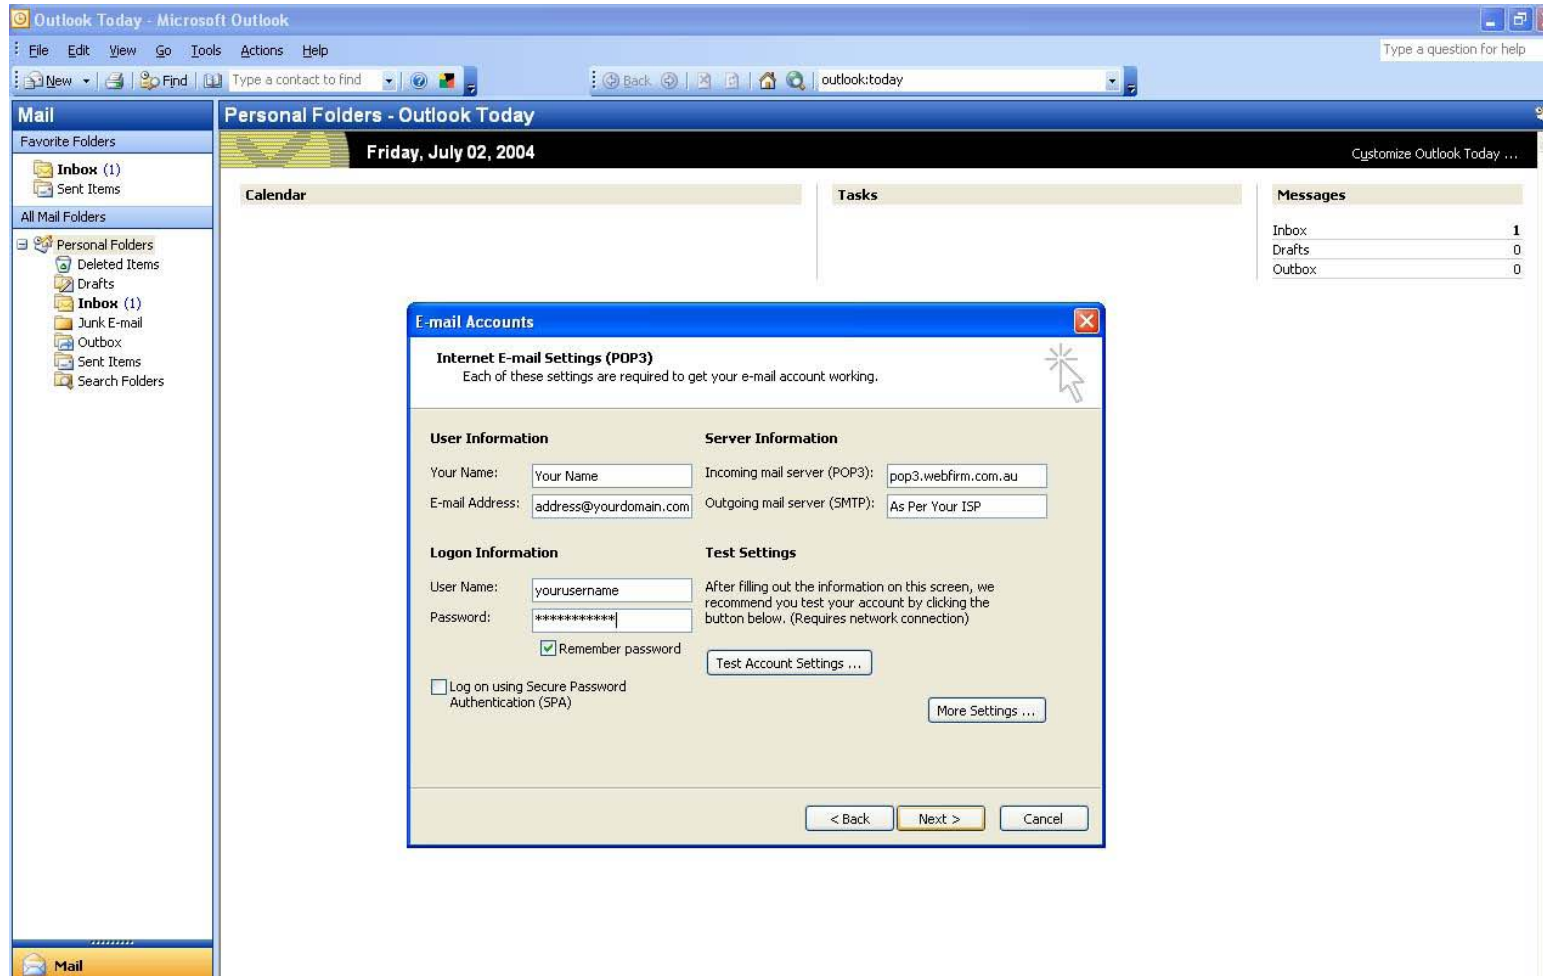 Outlook Today - Microsoft Outlook
File Edit View Go Tools Actions Help
Type a question for help
New Find Type a contact to find Back outlook:today
Mail
Personal Folders - Outlook Today
Favorite Folders
Friday, July 02, 2004
Customize Outlook Today ...
Inbox (1)
Sent Items
All Mail Folders
Personal Folders
Deleted Items
Drafts
Inbox (1)
Junk E-mail
Outbox
Sent Items
Search Folders
Calendar
Tasks
Messages
Inbox 1
Drafts 0
Outbox 0
E-mail Accounts
Internet E-mail Settings (POP3)
Each of these settings are required to get your e-mail account working.
User Information
Your Name: Your Name
E-mail Address: address@yourdomain.com
Server Information
Incoming mail server (POP3): pop3.webfirm.com.au
Outgoing mail server (SMTP): As Per Your ISP
Logon Information
User Name: yourusername
Password: ***********
Remember password
Log on using Secure Password
Authentication (SPA)
Test Settings
After filling out the information on this screen, we
recommend you test your account by clicking the
button below. (Requires network connection)
Test Account Settings ...
More Settings ...
< Back Next > Cancel
Mail